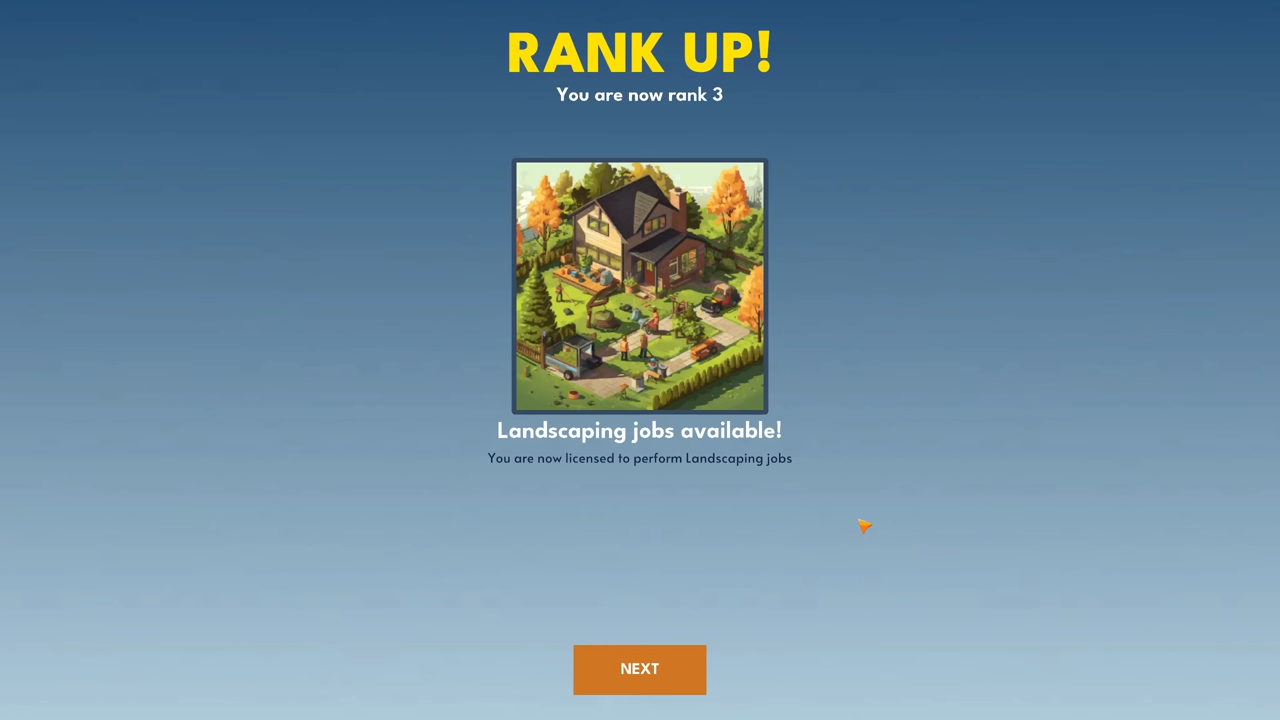 RANK UP!
You are now rank 3
Landscaping jobs available!
You are now licensed to perform Landscaping jobs
NEXT